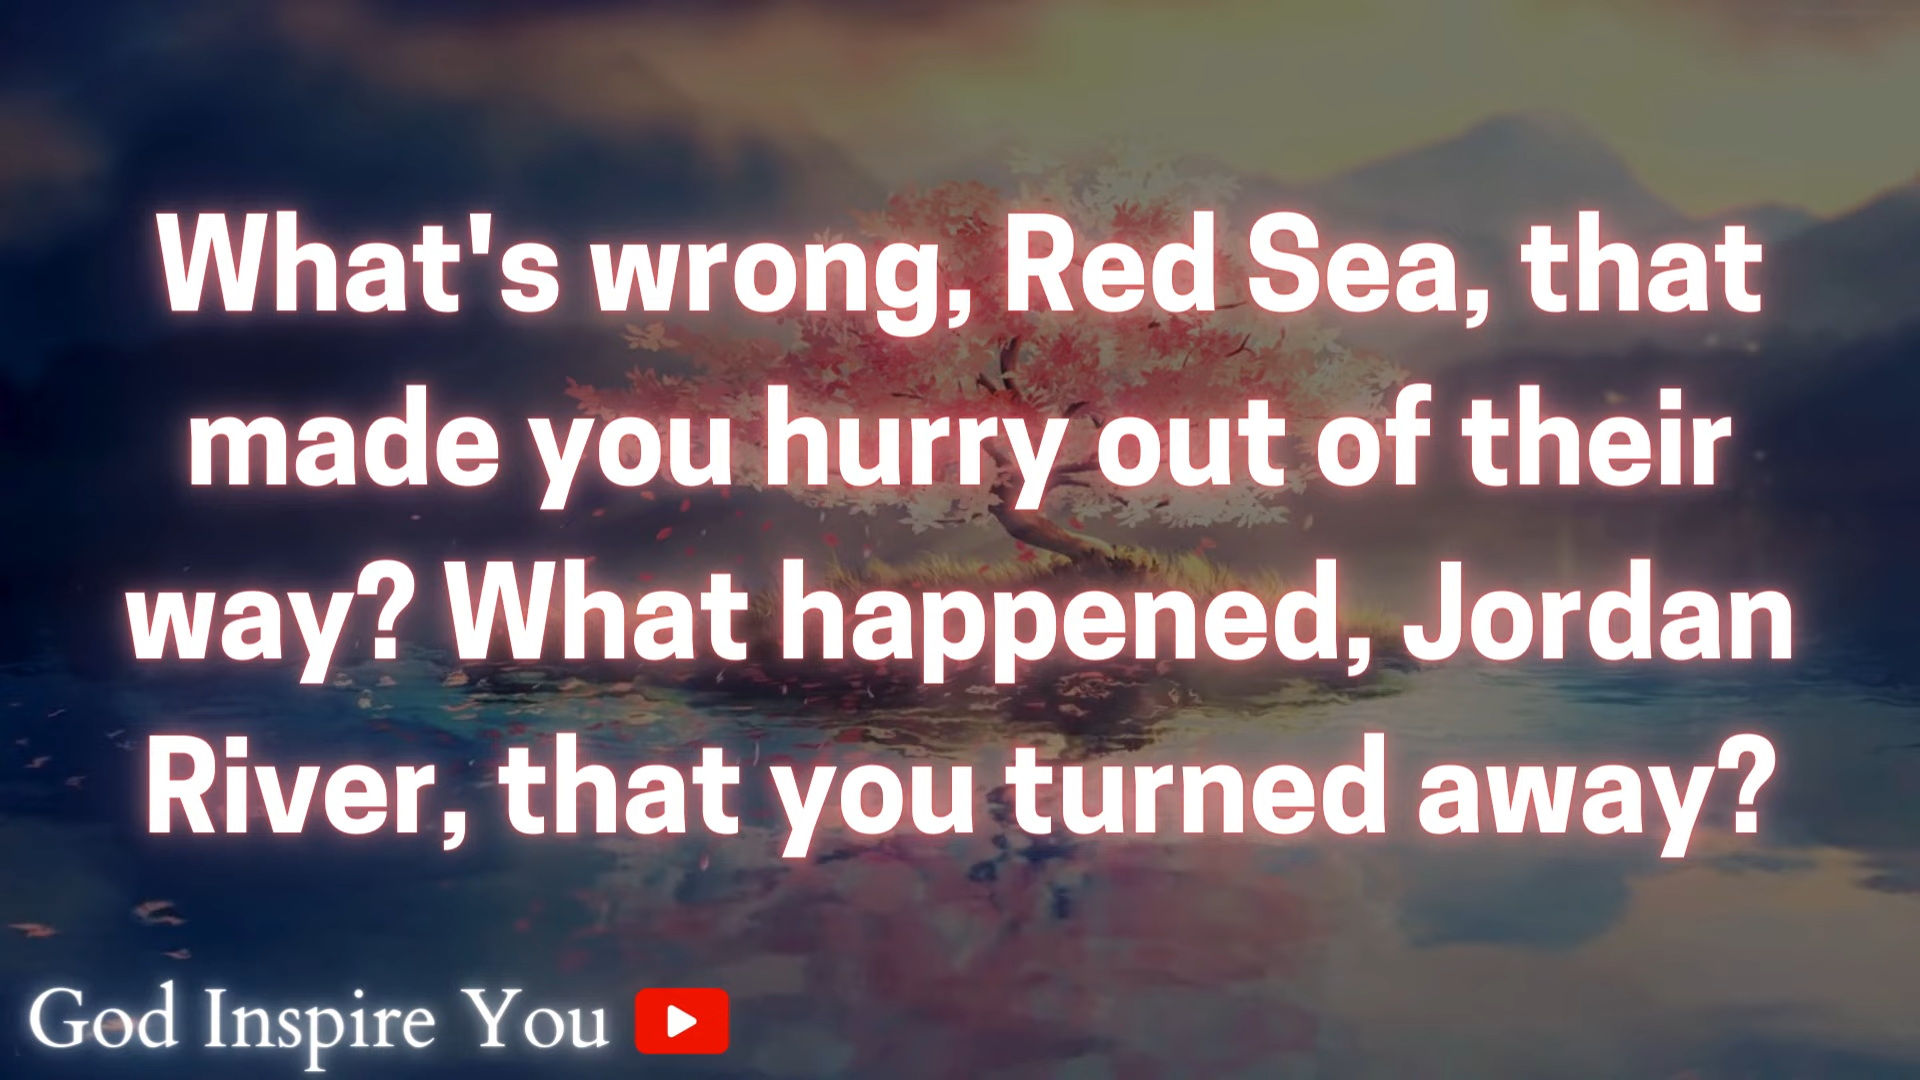 What's wrong, Red Sea, that
made you hurry out of their
way? What happened, Jordan
River, that you turned away?
God Inspire You